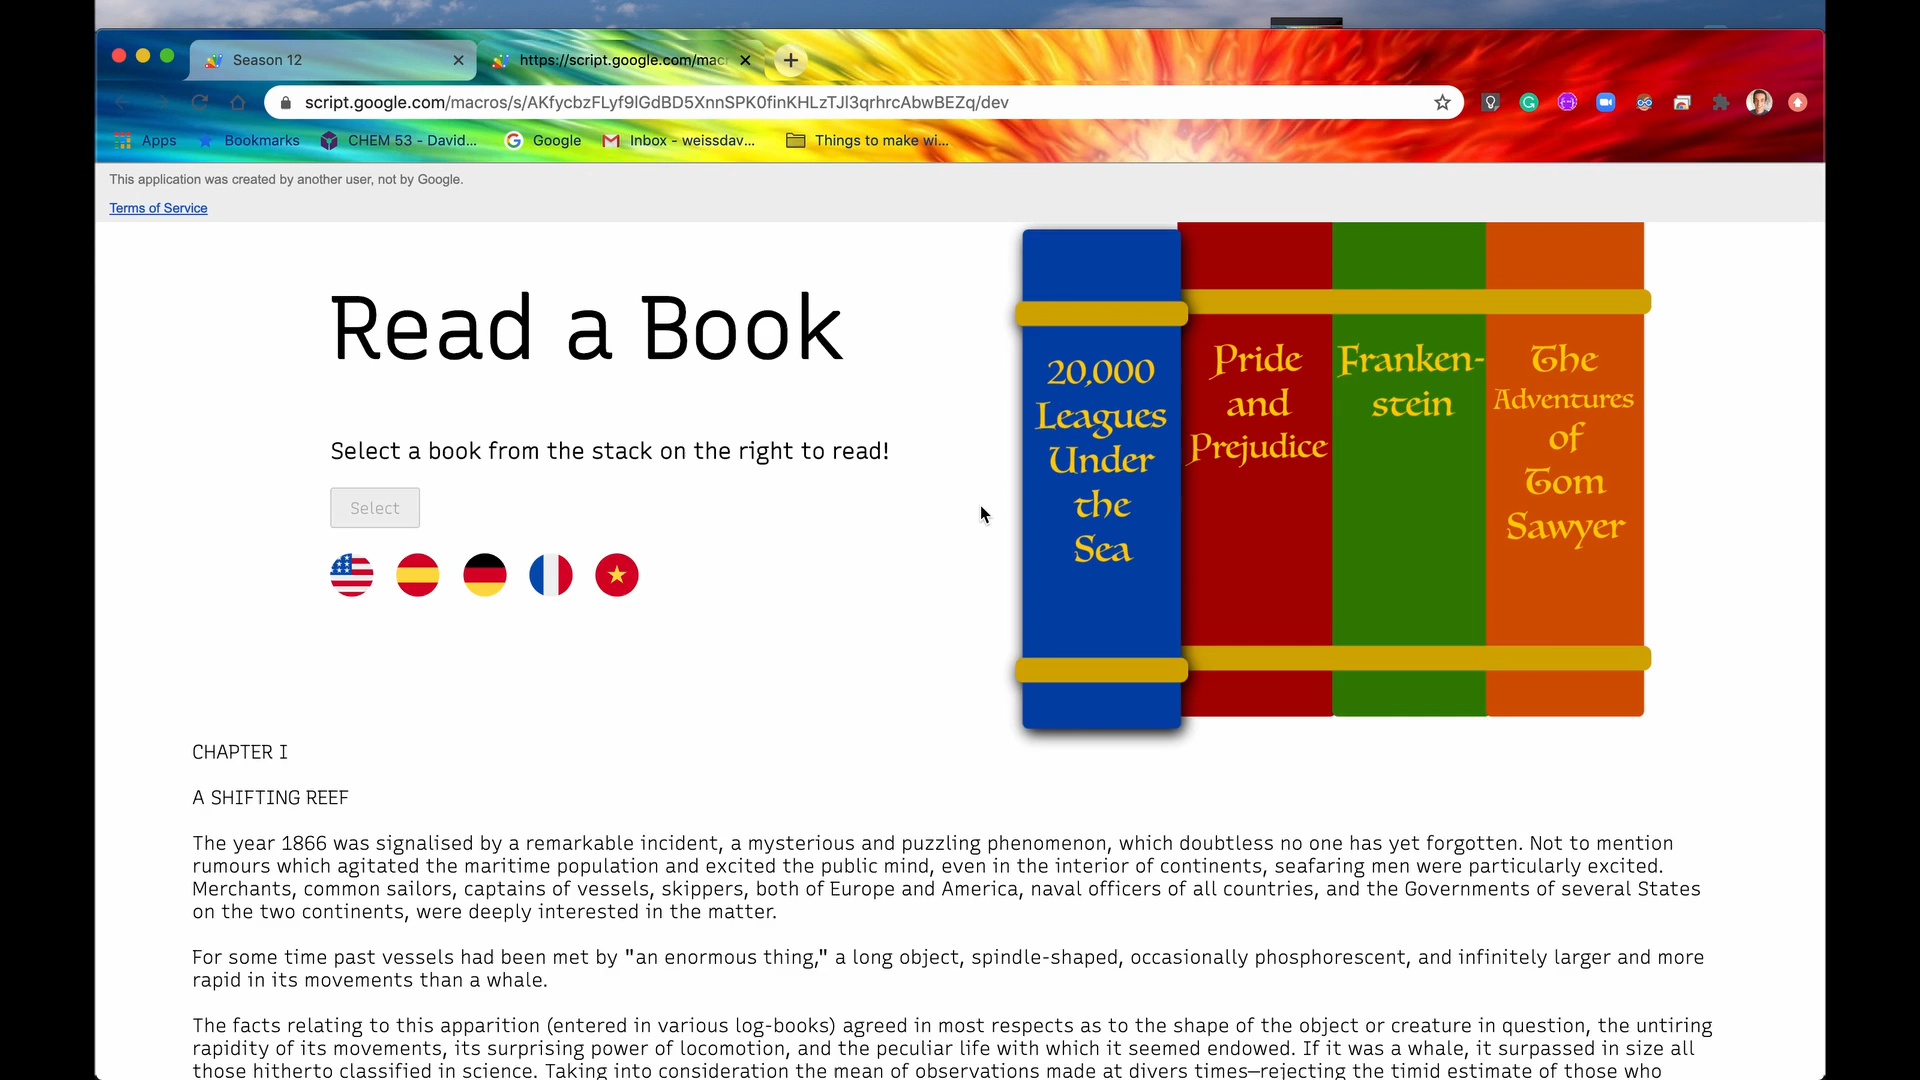 Season 12
https://script.google.com/mac
script.google.com/macros/s/AKfycbzFLyf9lGdBD5XnnSPK0finKHLzTJl3qrhrcAbwBEZq/dev
Apps
Bookmarks
CHEM 53 - David...
Google
Inbox - weissdav...
Things to make wi...
This application was created by another user, not by Google.
Terms of Service
Read a Book
Select a book from the stack on the right to read!
Select
20,000
Leagues
Under
the
Sea
Pride
and
Prejudice
Franken-
stein
The
Adventures
of
Tom
Sawyer
CHAPTER I
A SHIFTING REEF
The year 1866 was signalised by a remarkable incident, a mysterious and puzzling phenomenon, which doubtless no one has yet forgotten. Not to mention
rumours which agitated the maritime population and excited the public mind, even in the interior of continents, seafaring men were particularly excited.
Merchants, common sailors, captains of vessels, skippers, both of Europe and America, naval officers of all countries, and the Governments of several States
on the two continents, were deeply interested in the matter.
For some time past vessels had been met by "an enormous thing," a long object, spindle-shaped, occasionally phosphorescent, and infinitely larger and more
rapid in its movements than a whale.
The facts relating to this apparition (entered in various log-books) agreed in most respects as to the shape of the object or creature in question, the untiring
rapidity of its movements, its surprising power of locomotion, and the peculiar life with which it seemed endowed. If it was a whale, it surpassed in size all
those hitherto classified in science. Taking into consideration the mean of observations made at divers times—rejecting the timid estimate of those who